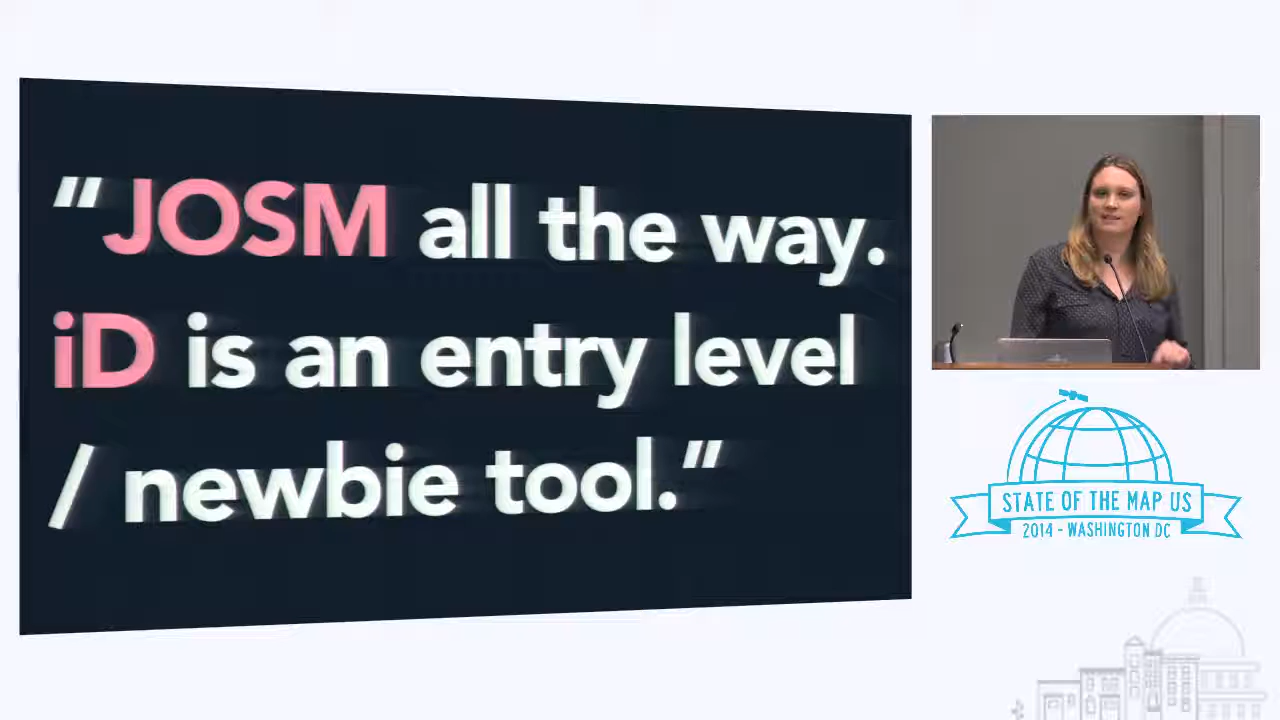 “JOSM all the way.
iD is an entry level
/ newbie tool.”
STATE OF THE MAP US
2014 - WASHINGTON DC